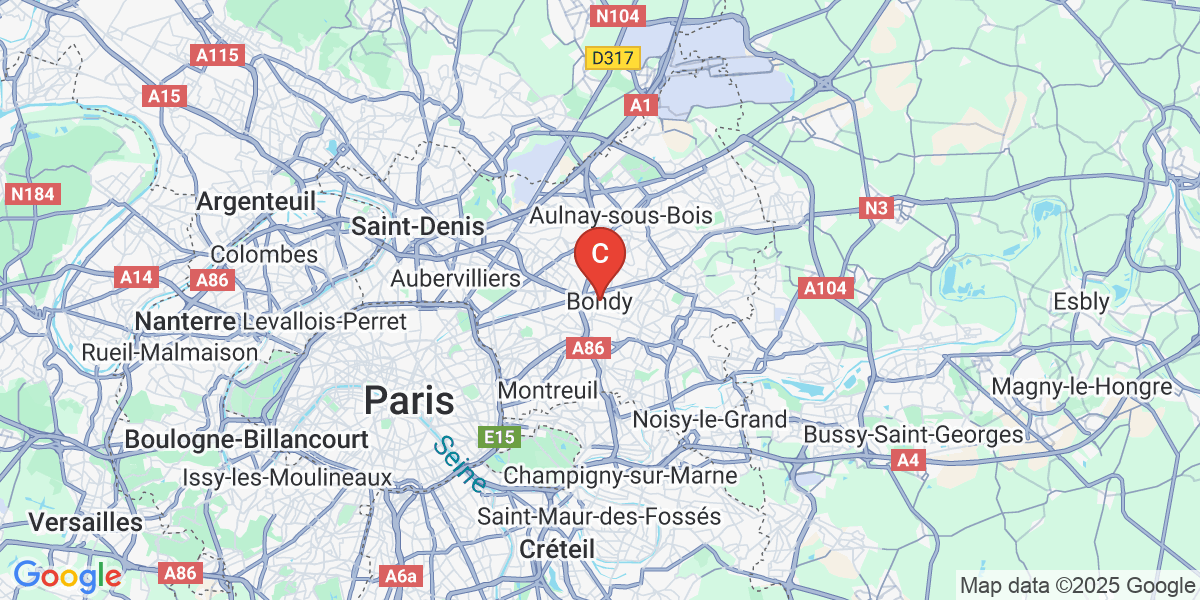 N104
A115
D317
A15
A1
N184
Argenteuil
N3
Aulnay-sous-Bois
Saint-Denis
Colombes
C
A14
A86
Aubervilliers
A104
Bondy
Esbly
Nanterre
Levallois-Perret
A86
Rueil-Malmaison
Magny-le-Hongre
Montreuil
Paris
Noisy-le-Grand
E15
Bussy-Saint-Georges
Boulogne-Billancourt
A4
Seine
Issy-les-Moulineaux
Champigny-sur-Marne
Versailles
Saint-Maur-des-Fossés
Créteil
Google
A86
A6a
Map data ©2025 Google